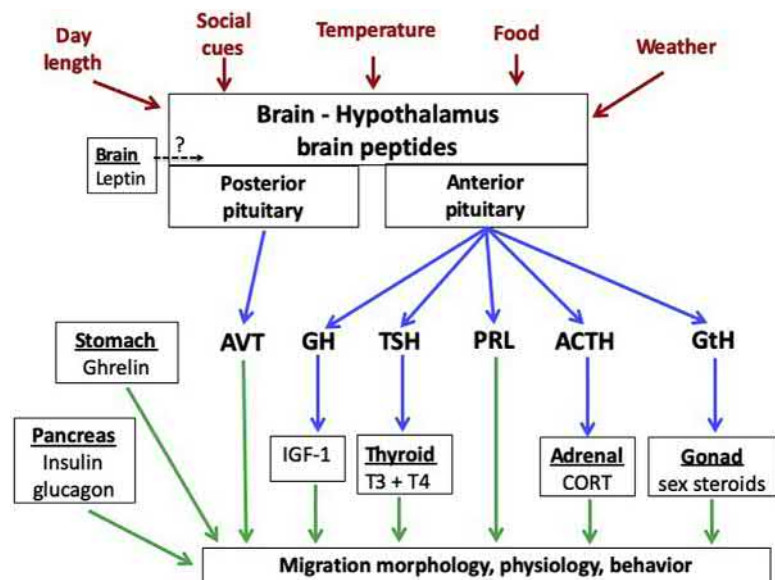 Day
length
Social
cues
Temperature
Food
Weather
Brain - Hypothalamus
brain peptides
Brain
Leptin
?
Posterior
pituitary
Anterior
pituitary
AVT
GH
TSH
PRL
ACTH
GtH
Stomach
Ghrelin
Pancreas
Insulin
glucagon
IGF-1
Thyroid
T3 + T4
Adrenal
CORT
Gonad
sex steroids
Migration morphology, physiology, behavior